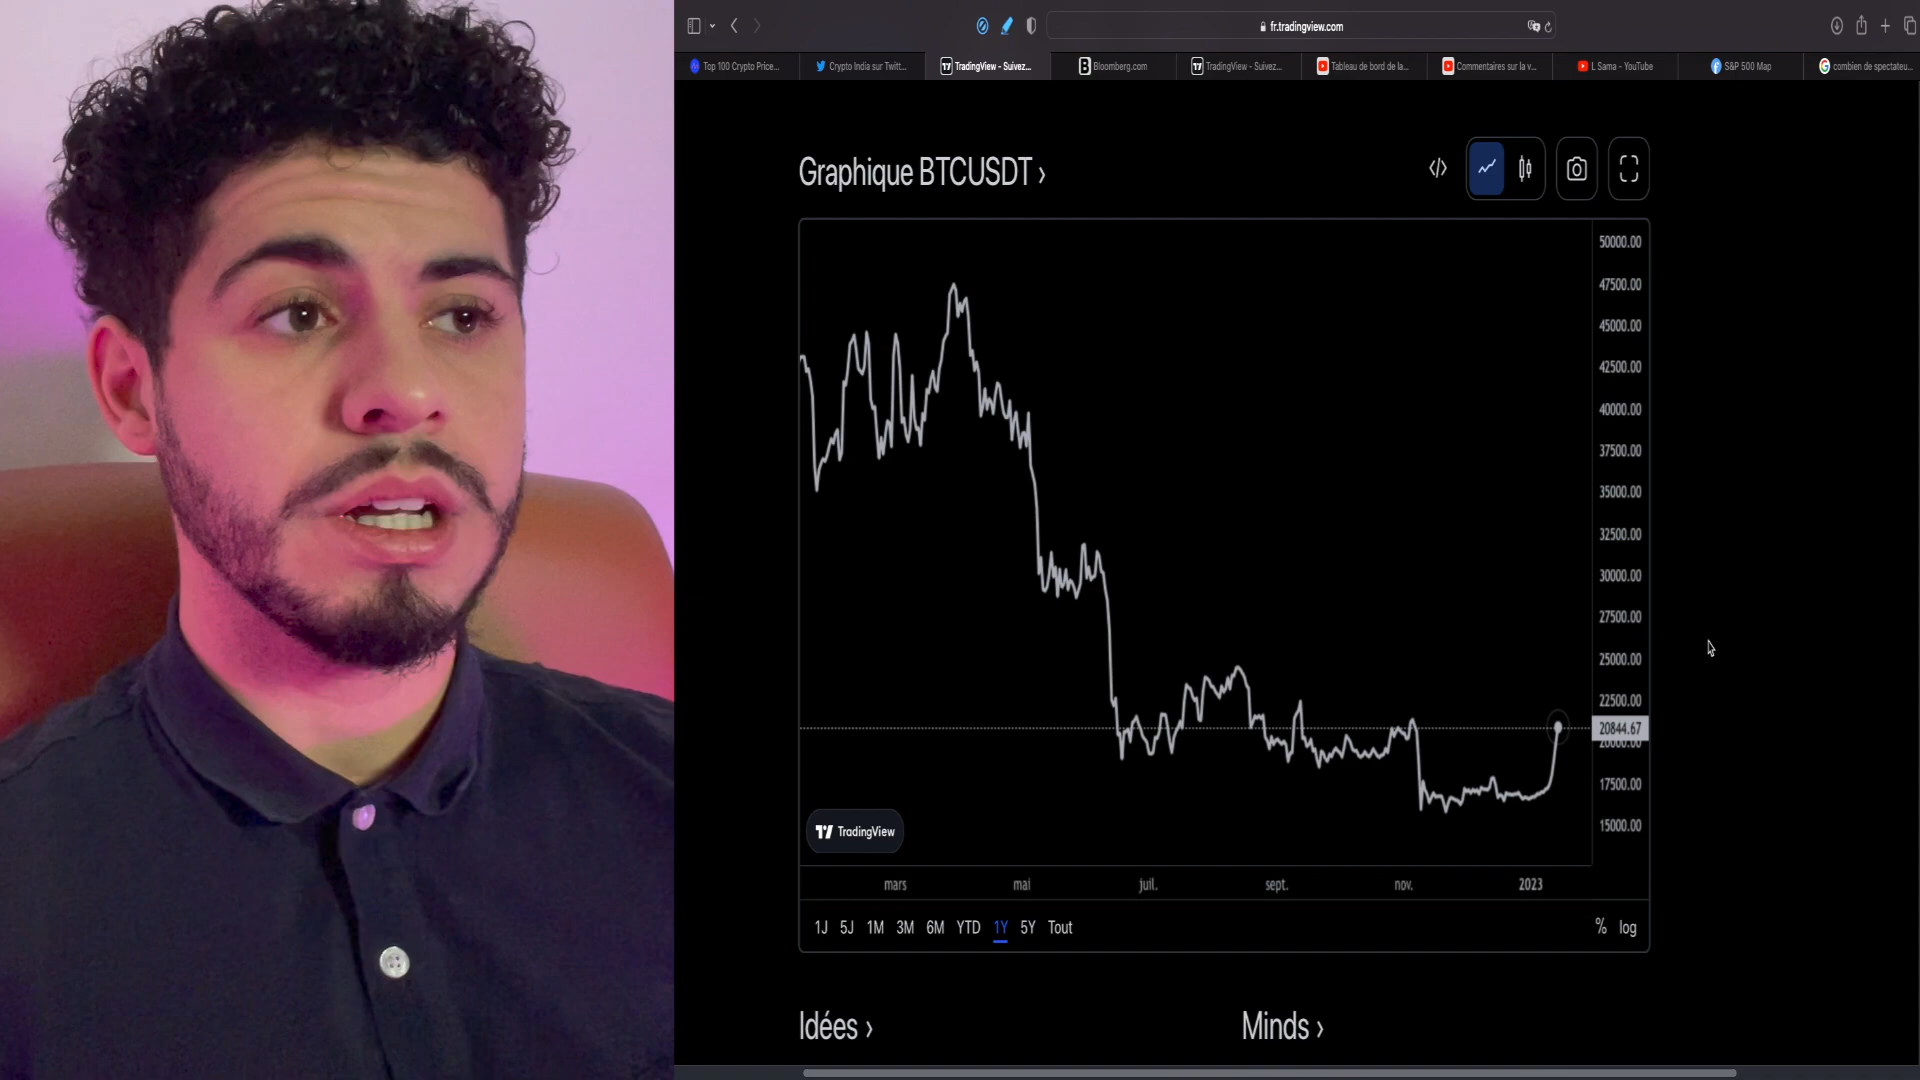 fr.tradingview.com
Top 100 Crypto Price...
Crypto India sur Twitt...
TradingView - Suivez...
Bloomberg.com
TradingView - Suivez...
Tableau de bord de la...
Commentaires sur la v...
L Sama - YouTube
S&P 500 Map
combien de spectateu...
Graphique BTCUSDT ›
50000.00
47500.00
45000.00
42500.00
40000.00
37500.00
35000.00
32500.00
30000.00
27500.00
25000.00
22500.00
20844.67
20000.00
17500.00
15000.00
TradingView
mars mai juil. sept. nov. 2023
1J 5J 1M 3M 6M YTD 1Y 5Y Tout % log
Idées › Minds ›